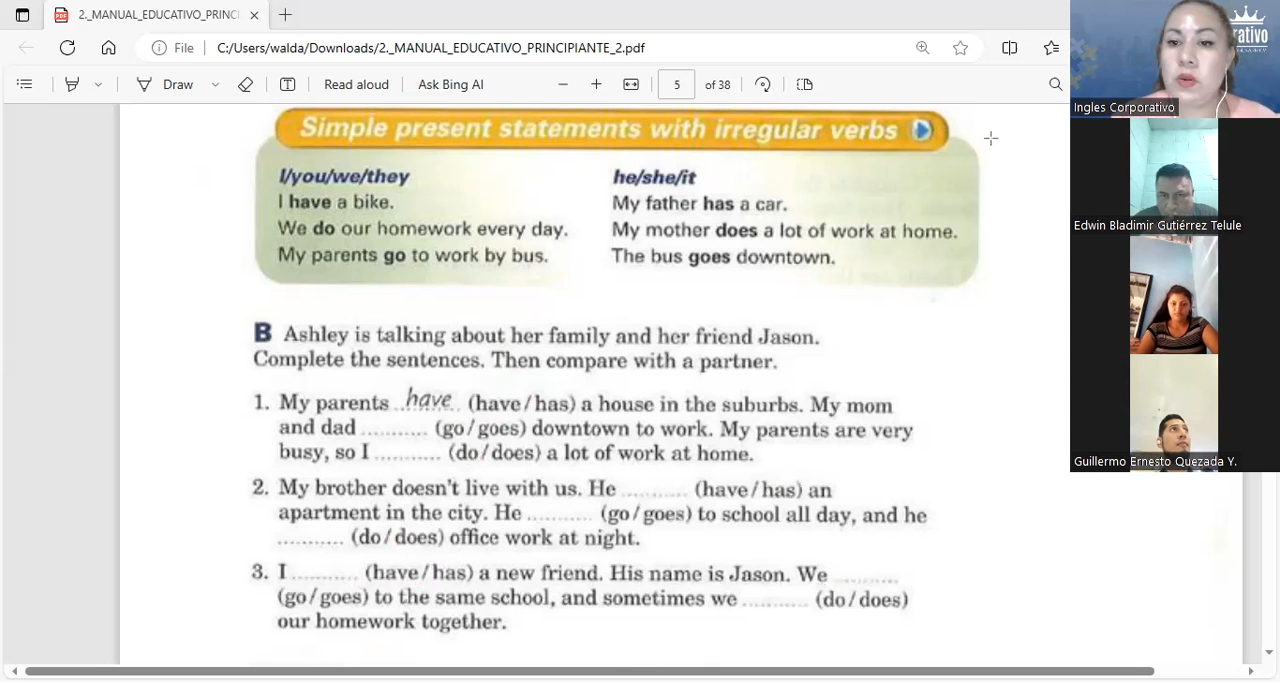 2._MANUAL_EDUCATIVO_PRINCI
File
C:/Users/walda/Downloads/2._MANUAL_EDUCATIVO_PRINCIPIANTE_2.pdf
Draw
Read aloud
Ask Bing AI
5
of 38
Simple present statements with irregular verbs
I/you/we/they
he/she/it
I have a bike.
My father has a car.
We do our homework every day.
My mother does a lot of work at home.
My parents go to work by bus.
The bus goes downtown.
B Ashley is talking about her family and her friend Jason.
Complete the sentences. Then compare with a partner.
1. My parents have (have/has) a house in the suburbs. My mom
and dad ........... (go/goes) downtown to work. My parents are very
busy, so I ........... (do/does) a lot of work at home.
2. My brother doesn't live with us. He ........... (have/has) an
apartment in the city. He ........... (go/goes) to school all day, and he
........... (do/does) office work at night.
3. I ........... (have/has) a new friend. His name is Jason. We ...........
(go/goes) to the same school, and sometimes we ........... (do/does)
our homework together.
Ingles Corporativo
Edwin Bladimir Gutiérrez Telule
Guillermo Ernesto Quezada Y.